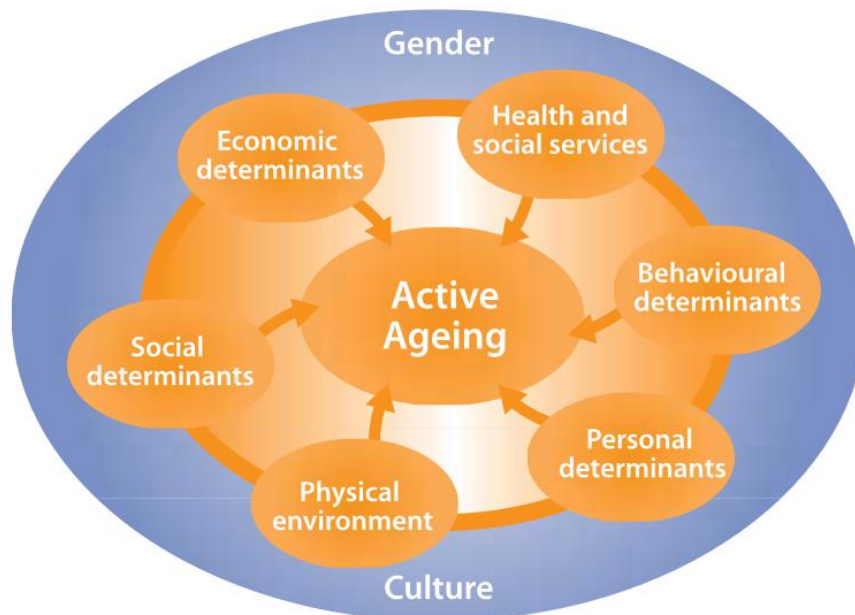 Gender
Economic
determinants
Health and
social services
Behavioural
determinants
Active
Ageing
Social
determinants
Personal
determinants
Physical
environment
Culture